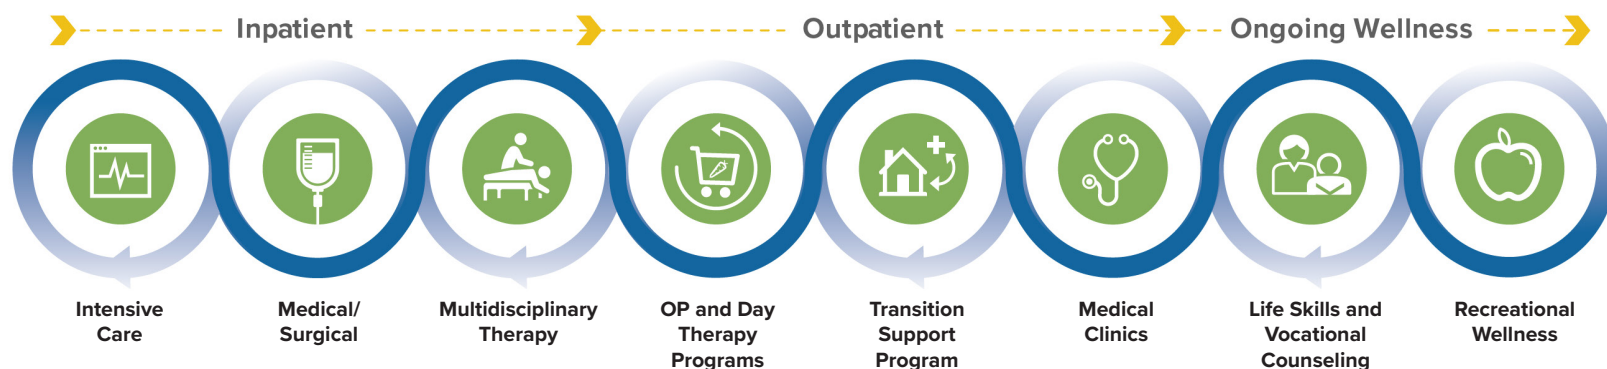 Inpatient
Outpatient
Ongoing Wellness
Intensive
Care
Medical/
Surgical
Multidisciplinary
Therapy
OP and Day
Therapy
Programs
Transition
Support
Program
Medical
Clinics
Life Skills and
Vocational
Counseling
Recreational
Wellness